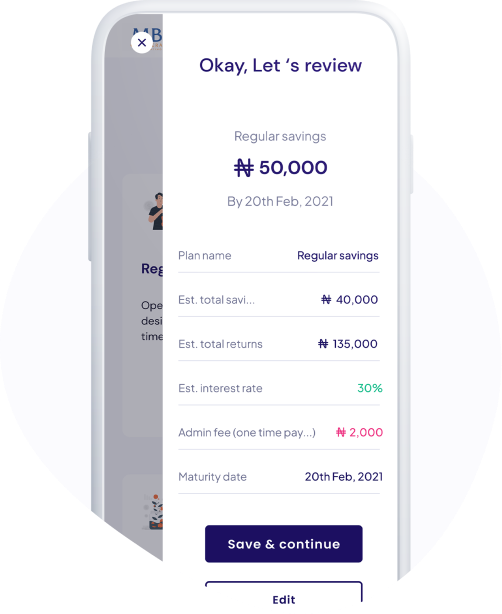 MB
Okay, Let ‘s review
Regular savings
₦ 50,000
By 20th Feb, 2021
Plan name Regular savings
Est. total savi... ₦ 40,000
Est. total returns ₦ 135,000
Est. interest rate 30%
Admin fee (one time pay...) ₦ 2,000
Maturity date 20th Feb, 2021
Save & continue
Edit
Reg
Ope
desi
time